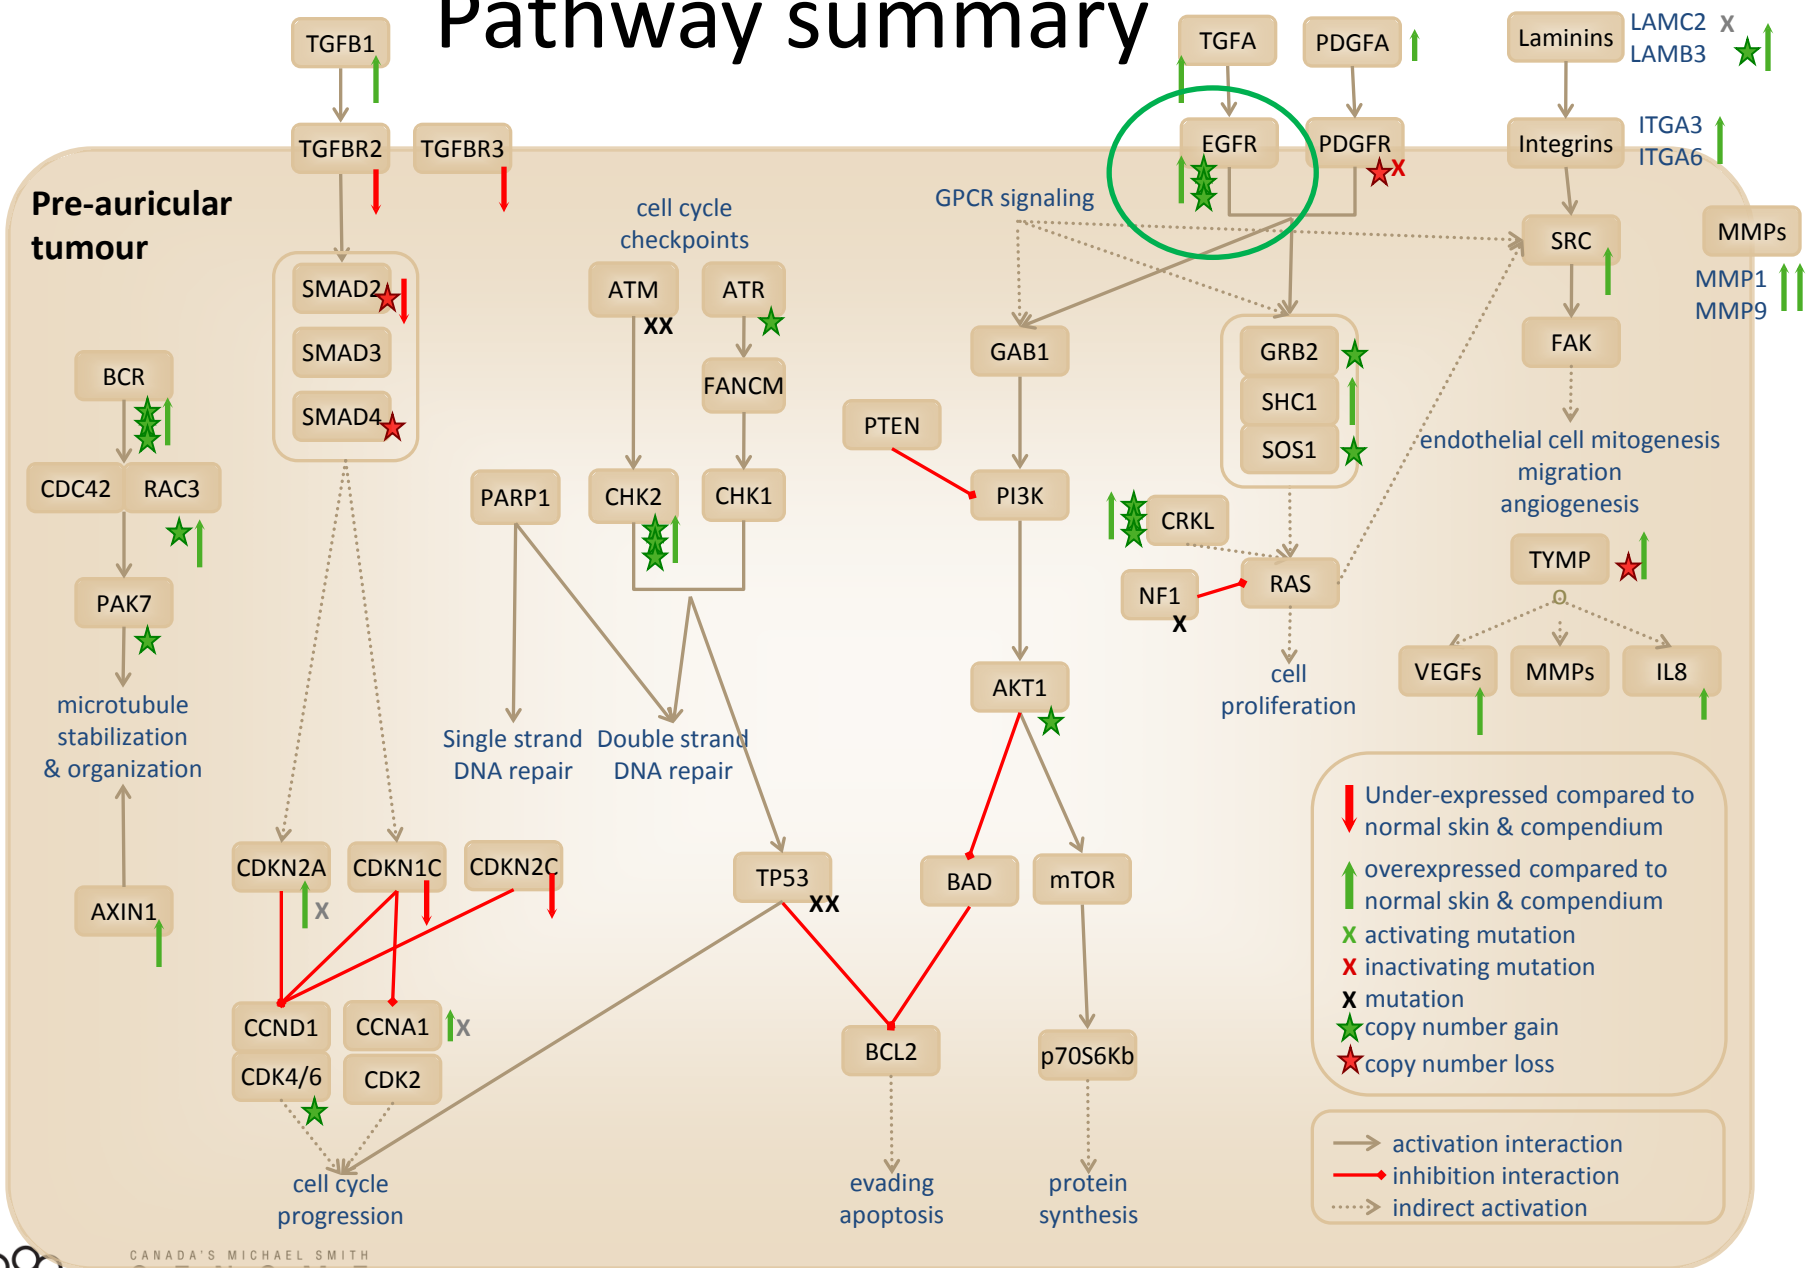 Pathway summary
TGFB1
TGFA
PDGFA
Laminins
LAMC2 X
LAMB3
TGFBR2
TGFBR3
EGFR
PDGFR
X
Integrins
ITGA3
ITGA6
Pre-auricular
tumour
cell cycle
checkpoints
GPCR signaling
SRC
MMPs
MMP1
MMP9
SMAD2
SMAD3
SMAD4
ATM
XX
ATR
FANCM
GAB1
GRB2
SHC1
SOS1
FAK
BCR
CDC42
RAC3
PTEN
endothelial cell mitogenesis
migration
angiogenesis
PARP1
CHK2
CHK1
PI3K
CRKL
TYMP
PAK7
NF1
X
RAS
VEGFs
MMPs
IL8
AKT1
cell
proliferation
microtubule
stabilization
& organization
Single strand
DNA repair
Double strand
DNA repair
Under-expressed compared to
normal skin & compendium
overexpressed compared to
normal skin & compendium
X activating mutation
X inactivating mutation
X mutation
copy number gain
copy number loss
CDKN2A
X
CDKN1C
CDKN2C
TP53
XX
BAD
mTOR
AXIN1
CCND1
CCNA1
X
CDK4/6
CDK2
BCL2
p70S6Kb
activation interaction
inhibition interaction
indirect activation
cell cycle
progression
evading
apoptosis
protein
synthesis
CANADA'S MICHAEL SMITH